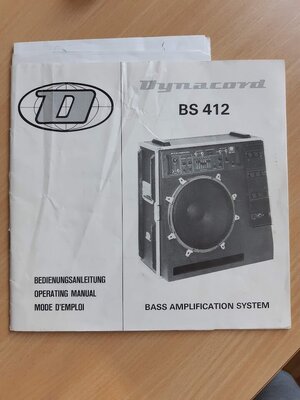 D
Dynacord
BS 412
BEDIENUNGSANLEITUNG
OPERATING MANUAL
MODE D'EMPLOI
BASS AMPLIFICATION SYSTEM